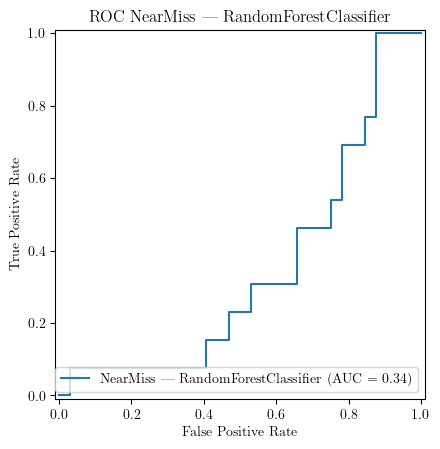 ROC NearMiss — RandomForestClassifier
1.0
0.8
0.6
0.4
0.2
0.0
True Positive Rate
NearMiss — RandomForestClassifier (AUC = 0.34)
0.0 0.2 0.4 0.6 0.8 1.0
False Positive Rate